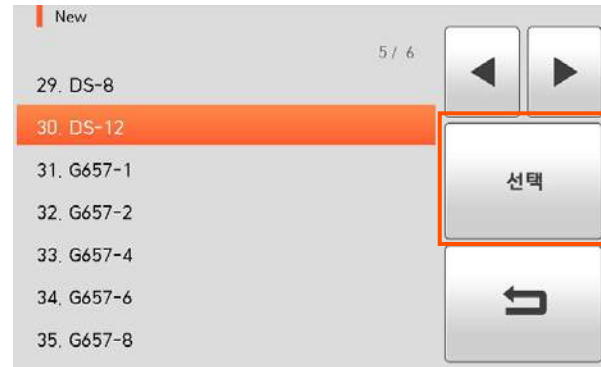 New
5/ 6
29. DS-8
30. DS-12
31. G657-1
선택
32. G657-2
33. G657-4
34. G657-6
35. G657-8